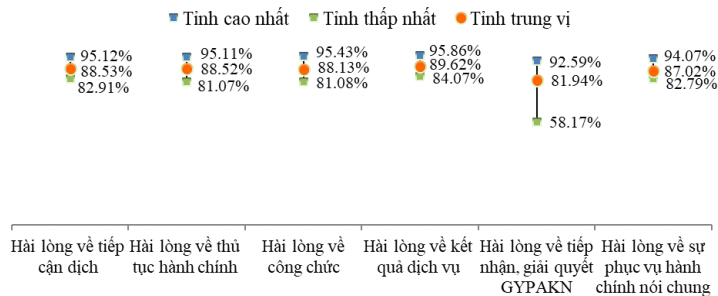 Tỉnh cao nhất Tỉnh thấp nhất Tỉnh trung vị
95.12% 95.11% 95.43% 95.86% 92.59% 94.07%
88.53% 88.52% 88.13% 89.62% 81.94% 87.02%
82.91% 81.07% 81.08% 84.07% 58.17% 82.79%
Hài lòng về tiếp Hài lòng về thủ Hài lòng về Hài lòng về kết Hài lòng về tiếp Hài lòng về sự
cận dịch tục hành chính công chức quả dịch vụ nhận, giải quyết phục vụ hành
GYPAKN chính nói chung